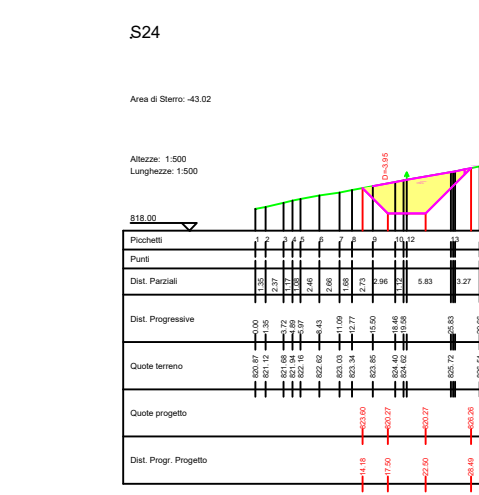 S24
Area di Sterro: -43.02
Altezze: 1:500
Lunghezze: 1:500
D=3.95
818.00
Picchetti 1 2 3 4 5 6 7 8 9 10 12 13
Punti
Dist. Parziali 1.35 2.37 1.17 1.08 2.46 2.66 1.68 2.73 2.96 1.12 5.83 3.27
Dist. Progressive 0.00 1.35 3.72 4.89 5.97 8.43 11.09 12.77 15.50 18.46 19.58 25.83
Quote terreno 820.87 821.12 821.68 821.94 822.16 822.62 823.03 823.34 823.85 824.40 824.62 825.72
Quote progetto 823.60 820.27 820.27 826.26
Dist. Progr. Progetto 14.18 17.50 22.50 28.49